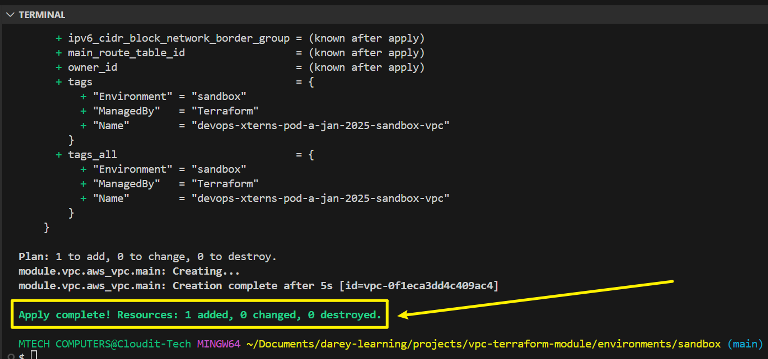 TERMINAL
+ ipv6_cidr_block_network_border_group = (known after apply)
+ main_route_table_id = (known after apply)
+ owner_id = (known after apply)
+ tags = {
+ "Environment" = "sandbox"
+ "ManagedBy" = "Terraform"
+ "Name" = "devops-xterns-pod-a-jan-2025-sandbox-vpc"
}
+ tags_all = {
+ "Environment" = "sandbox"
+ "ManagedBy" = "Terraform"
+ "Name" = "devops-xterns-pod-a-jan-2025-sandbox-vpc"
}
}
Plan: 1 to add, 0 to change, 0 to destroy.
module.vpc.aws_vpc.main: Creating...
module.vpc.aws_vpc.main: Creation complete after 5s [id=vpc-0f1eca3dd4c409ac4]
Apply complete! Resources: 1 added, 0 changed, 0 destroyed.
MTECH COMPUTERS@Cloudit-Tech MINGW64 ~/Documents/darey-learning/projects/vpc-terraform-module/environments/sandbox (main)
$